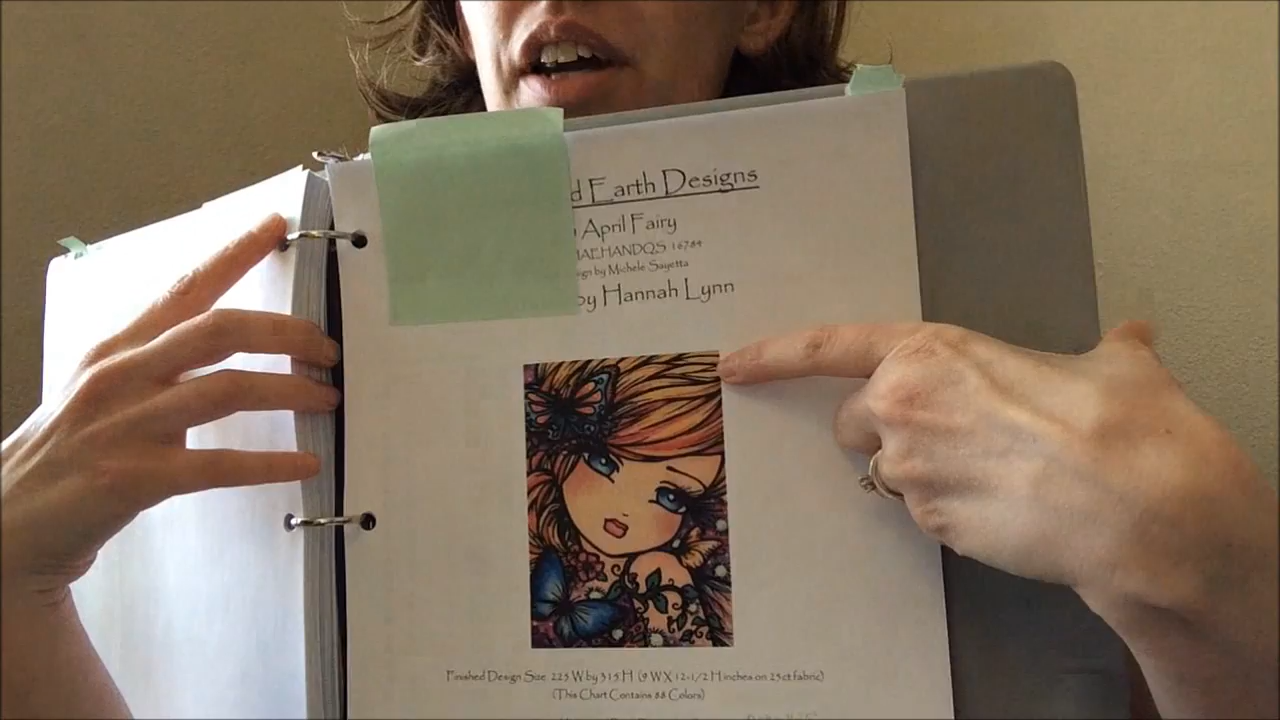 d Earth Designs
April Fairy
HAEHANDQS 16784
sign by Michele Sayetta
by Hannah Lynn
Finished Design Size 225 W by 315 H (9 W X 12-1/2 H inches on 25ct fabric)
(This Chart Contains 88 Colors)